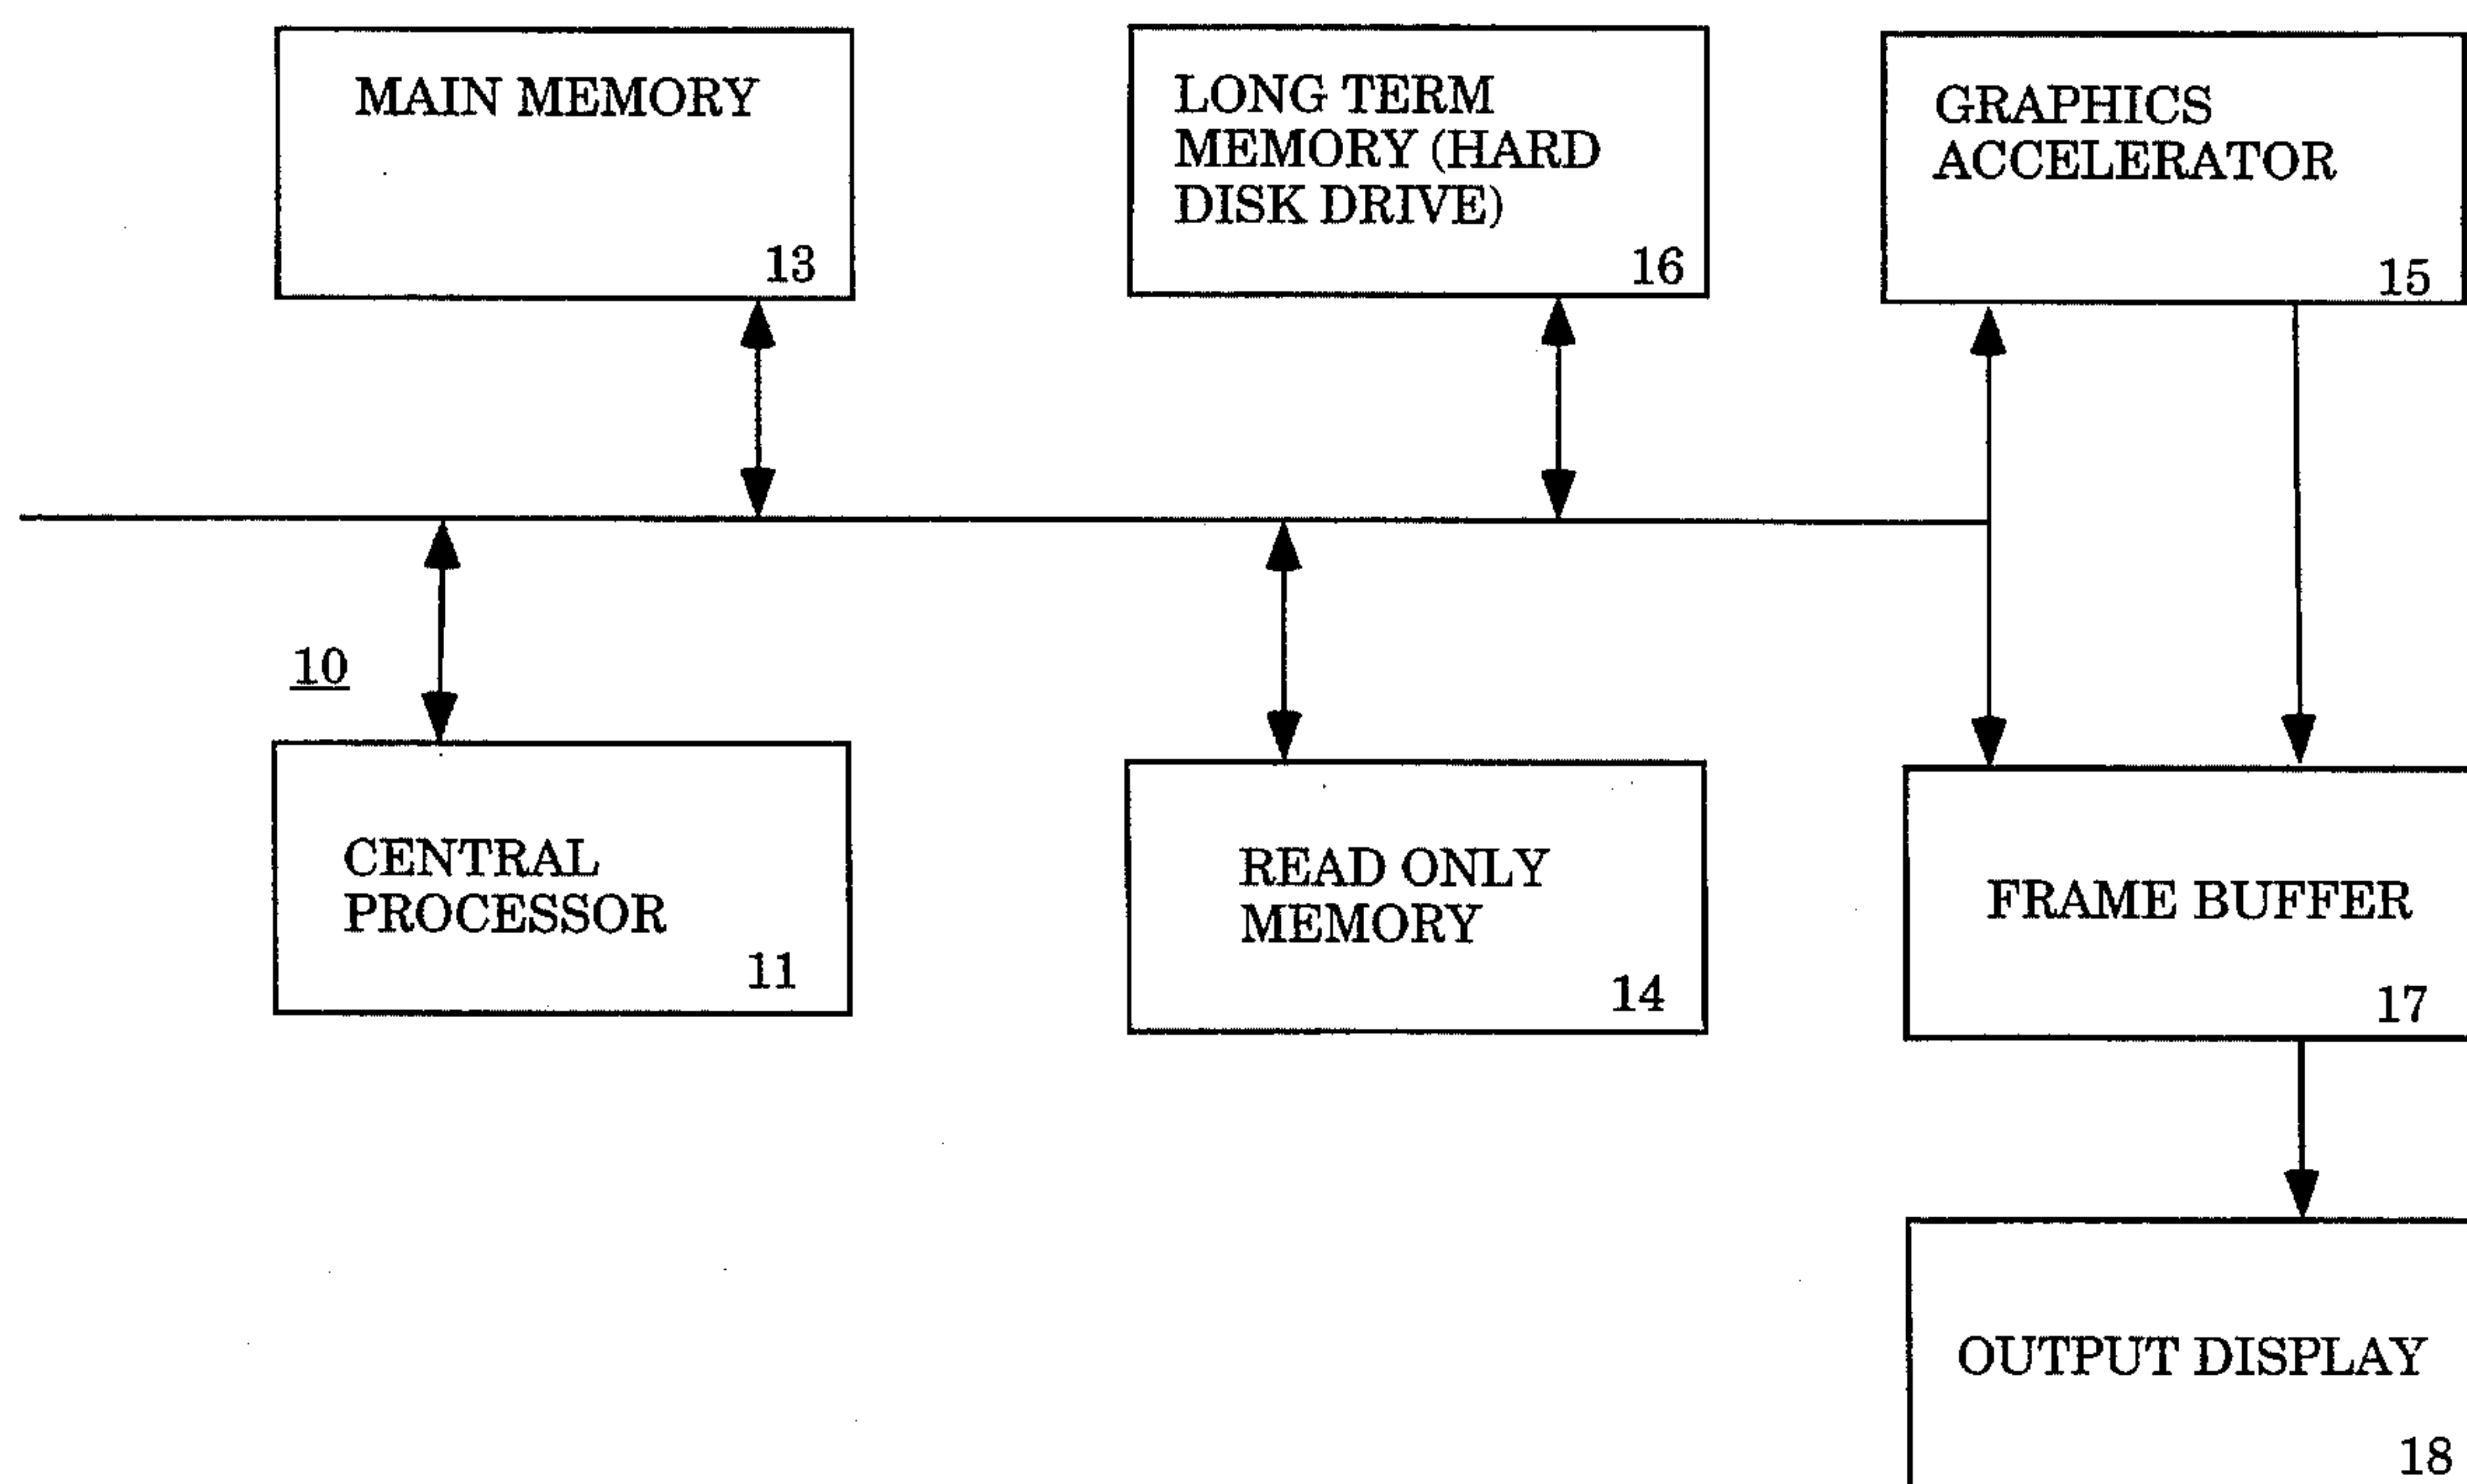 MAIN MEMORY
13
LONG TERM
MEMORY (HARD
DISK DRIVE)
16
GRAPHICS
ACCELERATOR
15
10
CENTRAL
PROCESSOR
11
READ ONLY
MEMORY
14
FRAME BUFFER
17
OUTPUT DISPLAY
18